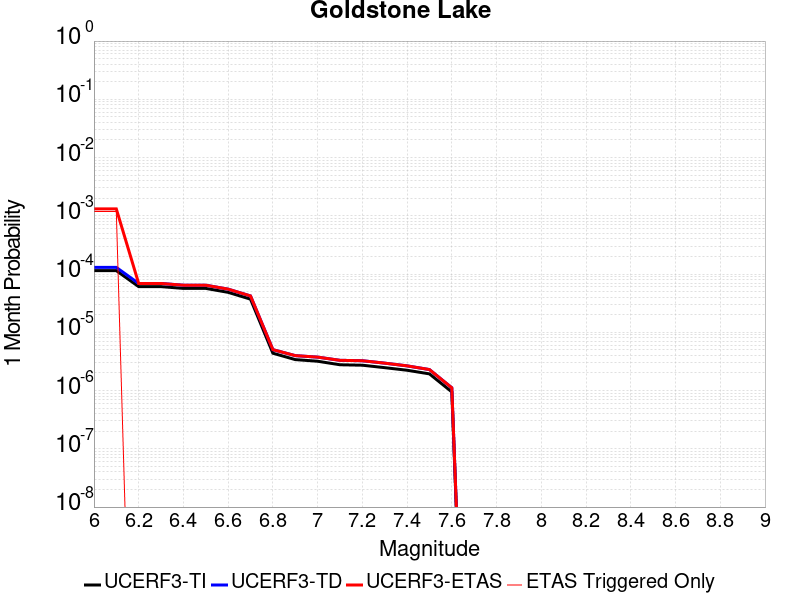 Goldstone Lake
10 0
10 -1
10 -2
10 -3
10 -4
10 -5
10 -6
10 -7
10 -8
1 Month Probability
6 6.2 6.4 6.6 6.8 7 7.2 7.4 7.6 7.8 8 8.2 8.4 8.6 8.8 9
Magnitude
UCERF3-TI UCERF3-TD UCERF3-ETAS ETAS Triggered Only